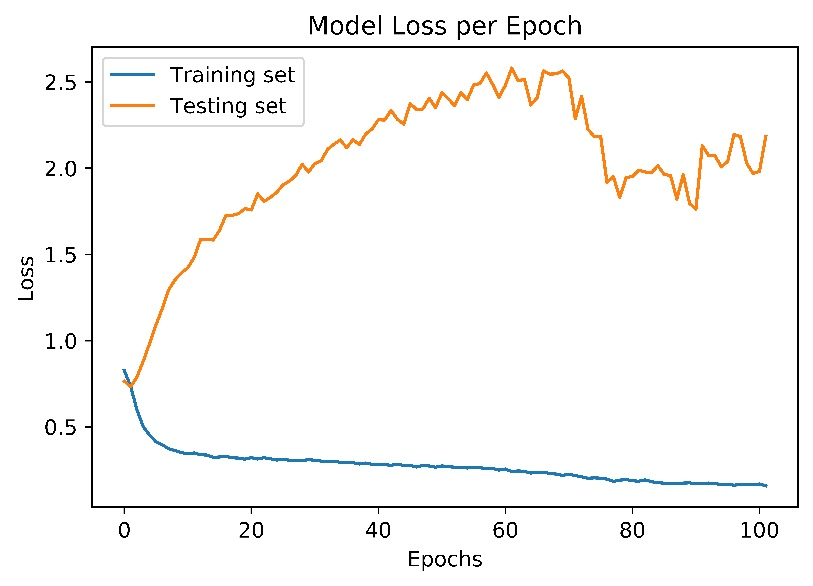 Model Loss per Epoch
Training set
Testing set
2.5
2.0
1.5
1.0
0.5
Loss
0 20 40 60 80 100
Epochs